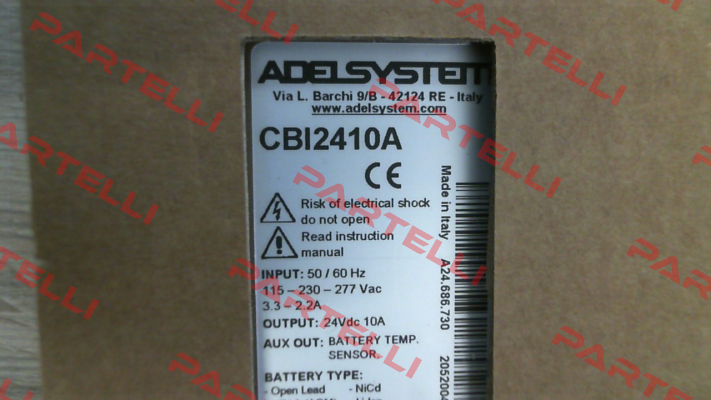 ADELSYSTEM
Via L. Barchi 9/B - 42124 RE - Italy
www.adelsystem.com
CBI2410A
CE
Risk of electrical shock
do not open
Read instruction
manual
INPUT: 50 / 60 Hz
115 – 230 – 277 Vac
3.3 – 2.2A
OUTPUT: 24Vdc 10A
AUX OUT: BATTERY TEMP.
SENSOR
BATTERY TYPE:
- Open Lead - NiCd
Made in Italy A24.686.730
PARTELLI
PARTELLI
PARTELLI
PARTELLI
PARTELLI
PARTELLI
PARTELLI
PARTELLI